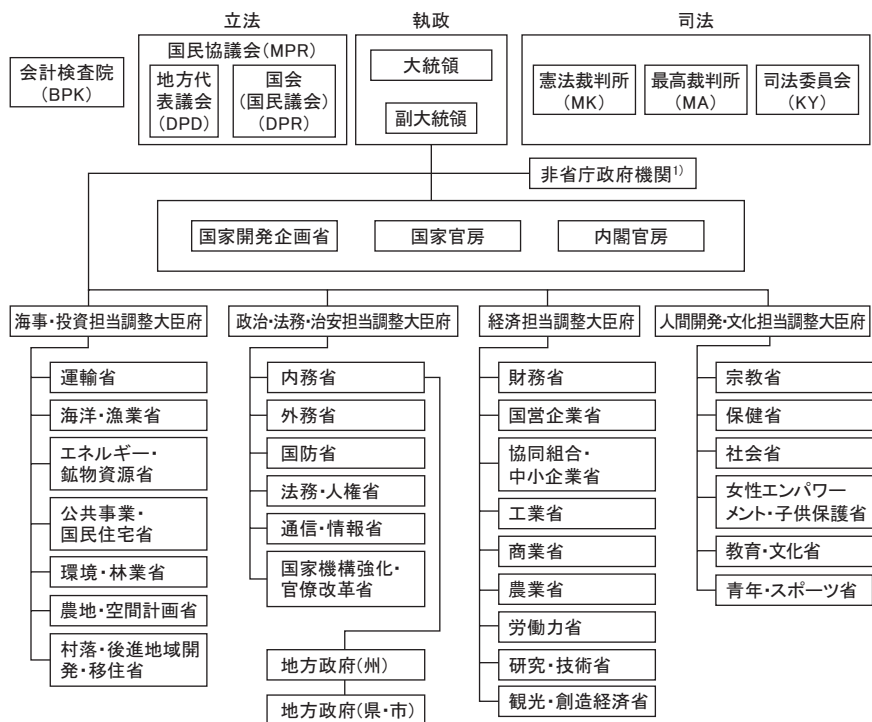 立法
執政
司法
会計検査院
(BPK)
国民協議会(MPR)
地方代
表議会
(DPD)
国会
(国民議会)
(DPR)
大統領
副大統領
憲法裁判所
(MK)
最高裁判所
(MA)
司法委員会
(KY)
非省庁政府機関1)
国家開発企画省
国家官房
内閣官房
海事・投資担当調整大臣府
政治・法務・治安担当調整大臣府
経済担当調整大臣府
人間開発・文化担当調整大臣府
運輸省
海洋・漁業省
エネルギー・
鉱物資源省
公共事業・
国民住宅省
環境・林業省
農地・空間計画省
村落・後進地域開
発・移住省
内務省
外務省
国防省
法務・人権省
通信・情報省
国家機構強化・
官僚改革省
地方政府(州)
地方政府(県・市)
財務省
国営企業省
協同組合・
中小企業省
工業省
商業省
農業省
労働力省
研究・技術省
観光・創造経済省
宗教省
保健省
社会省
女性エンパワー
メント・子供保護省
教育・文化省
青年・スポーツ省